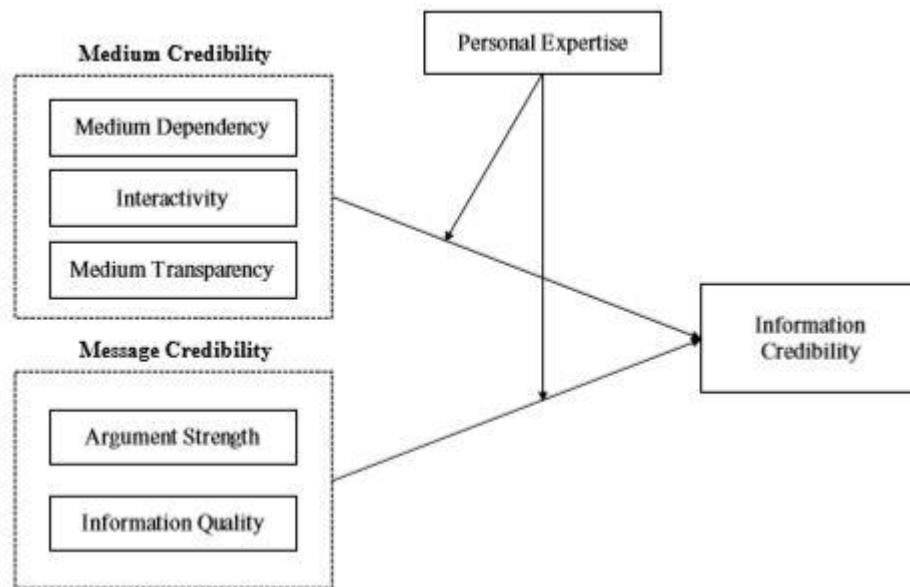 Personal Expertise
Medium Credibility
Medium Dependency
Interactivity
Medium Transparency
Information
Credibility
Message Credibility
Argument Strength
Information Quality